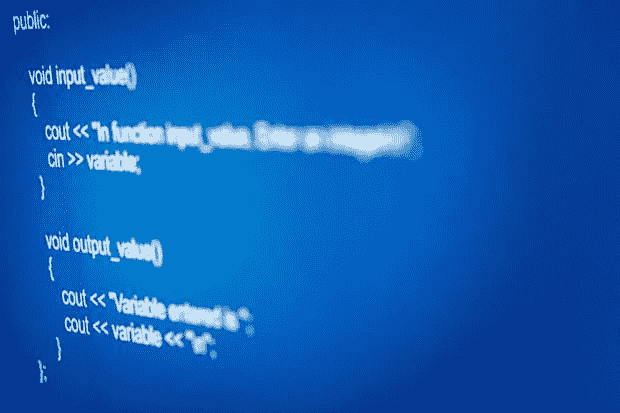 public:
void input_value()
{
cout << "In function input_value, Enter an
cin >> variable;
}
void output_value()
{
cout << "Variable entered is ";
cout << variable << "\n";
}
};